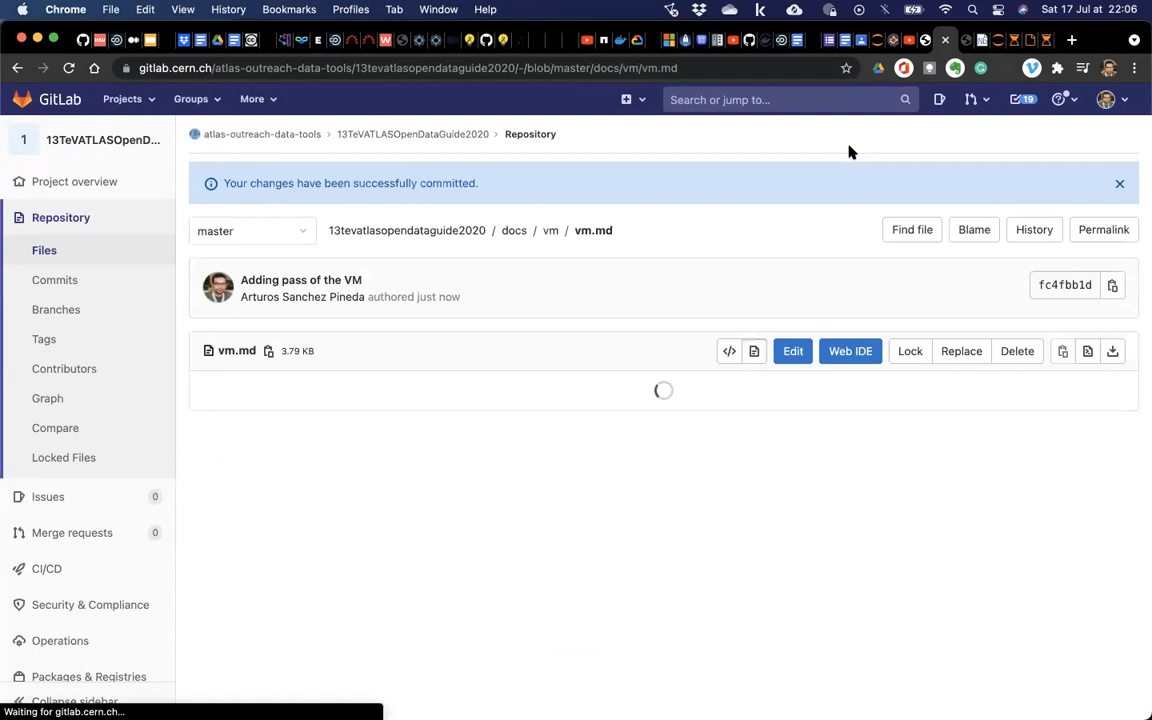 Chrome File Edit View History Bookmarks Profiles Tab Window Help Sat 17 Jul at 22:06
gitlab.cern.ch/atlas-outreach-data-tools/13tevatlasopendataguide2020/-/blob/master/docs/vm/vm.md
GitLab Projects Groups More Search or jump to... 19
1 13TeVATLASOpenD...
atlas-outreach-data-tools › 13TeVATLASOpenDataGuide2020 › Repository
Project overview
Your changes have been successfully committed.
Repository
master 13tevatlasopendataguide2020 / docs / vm / vm.md Find file Blame History Permalink
Files
Commits
Adding pass of the VM
Arturos Sanchez Pineda authored just now
fc4fbb1d
Branches
Tags
vm.md 3.79 KB Edit Web IDE Lock Replace Delete
Contributors
Graph
Compare
Locked Files
Issues 0
Merge requests 0
CI/CD
Security & Compliance
Operations
Packages & Registries
Collapse sidebar
Waiting for gitlab.cern.ch...